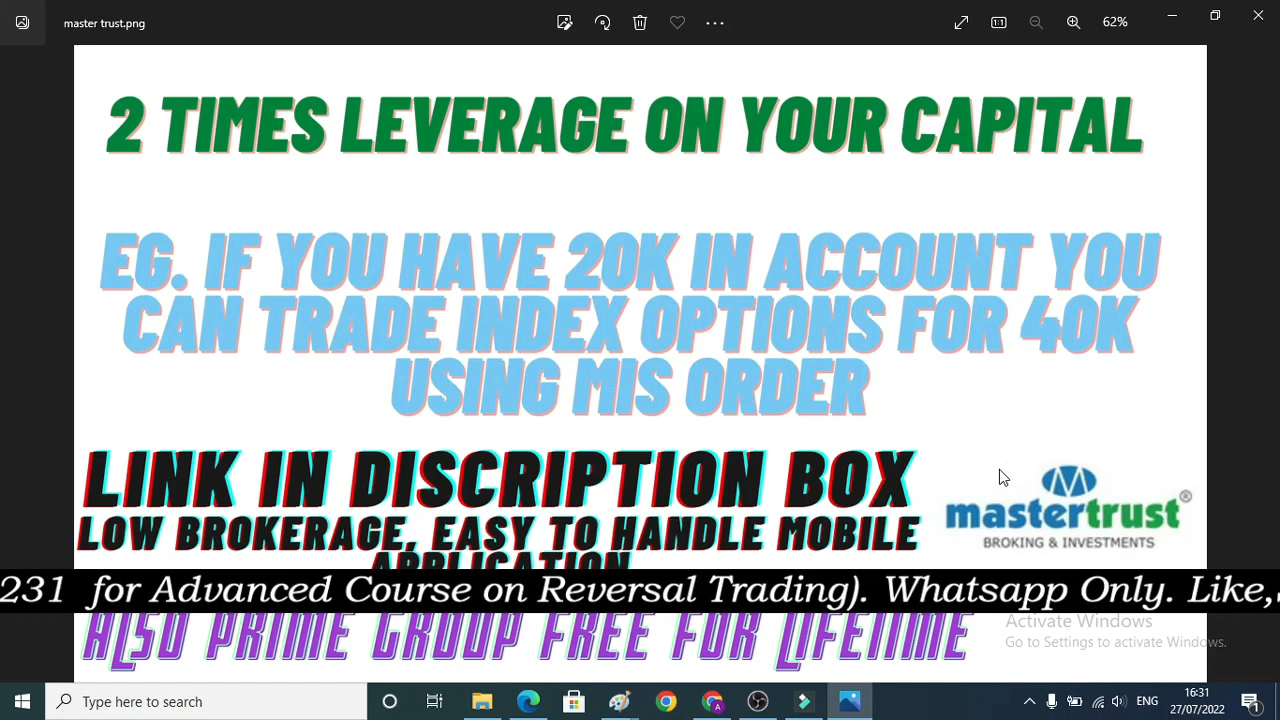 master trust.png
62%
2 TIMES LEVERAGE ON YOUR CAPITAL
EG. IF YOU HAVE 20K IN ACCOUNT YOU
CAN TRADE INDEX OPTIONS FOR 40K
USING MIS ORDER
LINK IN DISCRIPTION BOX
LOW BROKERAGE, EASY TO HANDLE MOBILE
APPLICATION
mastertrust®
BROKING & INVESTMENTS
231 for Advanced Course on Reversal Trading). Whatsapp Only. Like,
ALSO PRIME GROUP FREE FOR LIFETIME
Activate Windows
Go to Settings to activate Windows.
Type here to search
ENG
16:31
27/07/2022
1